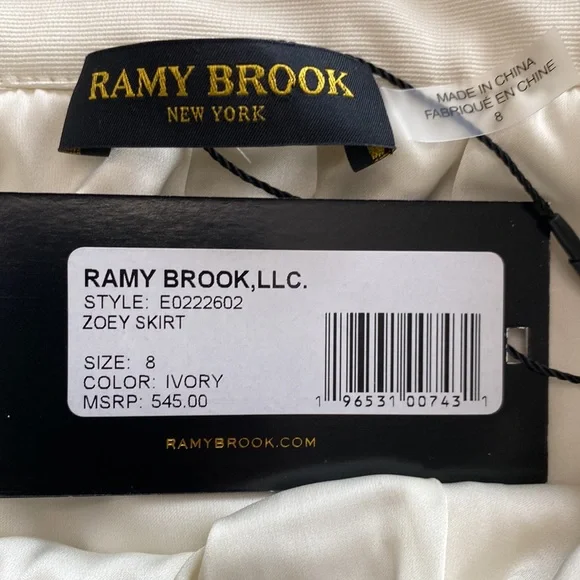 RAMY BROOK
NEW YORK
MADE IN CHINA
FABRIQUÉ EN CHINE
8
RAMY BROOK,LLC.
STYLE: E0222602
ZOEY SKIRT
SIZE: 8
COLOR: IVORY
MSRP: 545.00
1 96531 00743 1
RAMYBROOK.COM